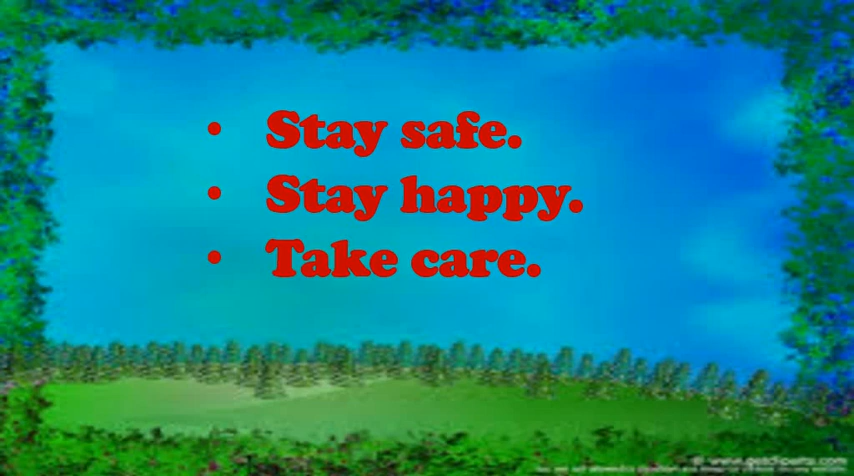 • Stay safe.
• Stay happy.
• Take care.